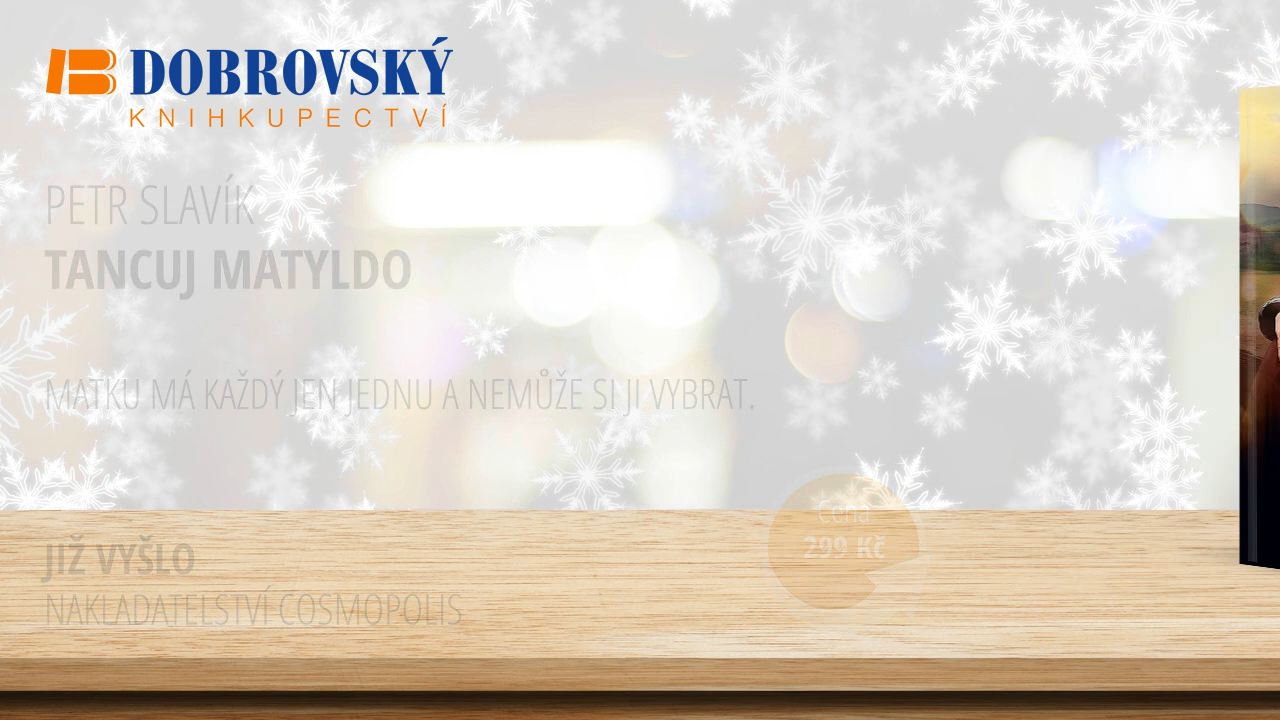 DOBROVSKÝ
KNIHKUPECTVÍ
PETR SLAVÍK
TANCUJ MATYLDO
MATKU MÁ KAŽDÝ JEN JEDNU A NEMŮŽE SI JI VYBRAT.
Cena
299 Kč
JIŽ VYŠLO
NAKLADATELSTVÍ COSMOPOLIS